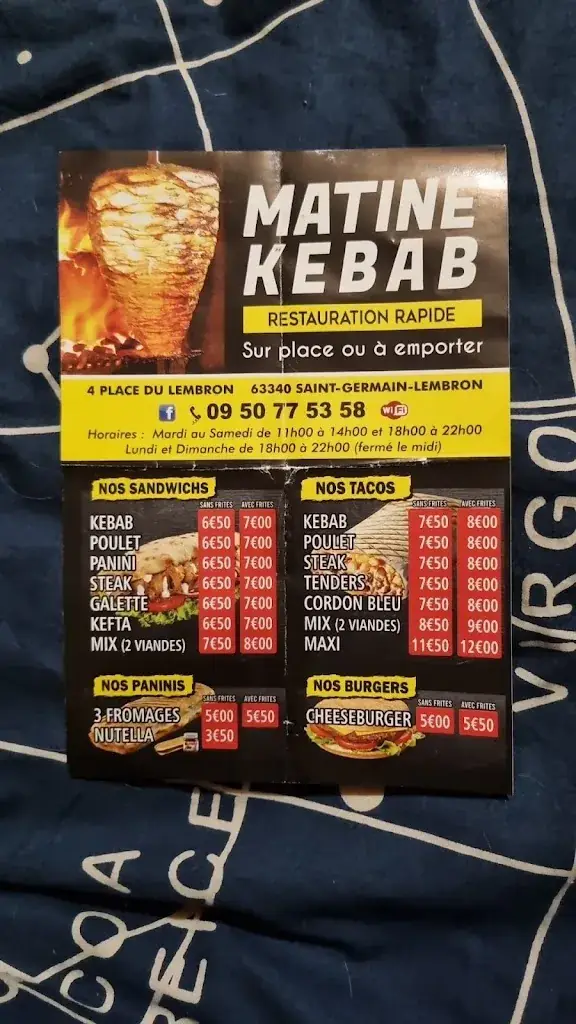 MATINE
KEBAB
RESTAURATION RAPIDE
Sur place ou à emporter
4 PLACE DU LEMBRON 63340 SAINT-GERMAIN-LEMBRON
f 09 50 77 53 58 WiFi
Horaires : Mardi au Samedi de 11h00 à 14h00 et 18h00 à 22h00
Lundi et Dimanche de 18h00 à 22h00 (fermé le midi)
NOS SANDWICHS
SANS FRITES AVEC FRITES
KEBAB 6€50 7€00
POULET 6€50 7€00
PANINI 6€50 7€00
STEAK 6€50 7€00
GALETTE 6€50 7€00
KEFTA 6€50 7€00
MIX (2 VIANDES) 7€50 8€00
NOS TACOS
SANS FRITES AVEC FRITES
KEBAB 7€50 8€00
POULET 7€50 8€00
STEAK 7€50 8€00
TENDERS 7€50 8€00
CORDON BLEU 7€50 8€00
MIX (2 VIANDES) 8€50 9€00
MAXI 11€50 12€00
NOS PANINIS
SANS FRITES AVEC FRITES
3 FROMAGES 5€00 5€50
NUTELLA 3€50
NOS BURGERS
SANS FRITES AVEC FRITES
CHEESEBURGER 5€00 5€50
VIRGO
COA